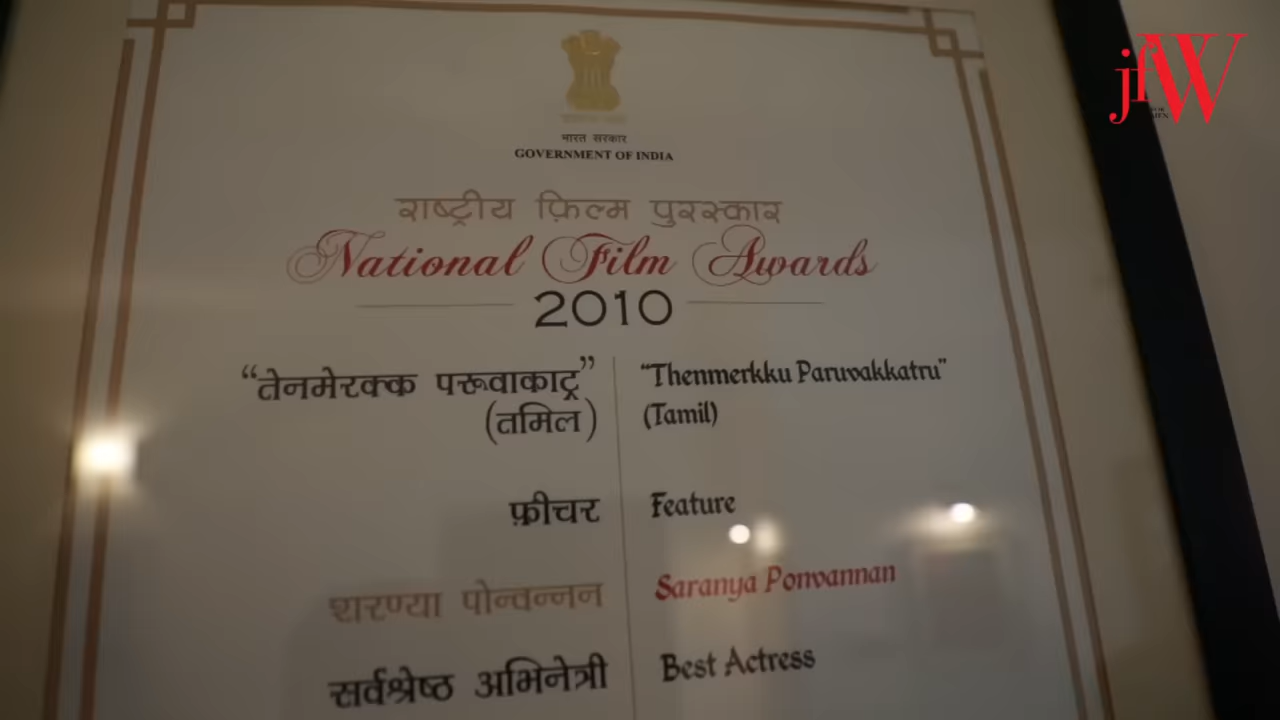 jfW
भारत सरकार
GOVERNMENT OF INDIA
राष्ट्रीय फ़िल्म पुरस्कार
National Film Awards
2010
“तेनमेरक्क परूवाकाट्र”
(तमिल)
"Thenmerkku Paruvakkatru"
(Tamil)
फ़ीचर
Feature
शरण्या पोन्वन्नन
Saranya Ponvannan
सर्वश्रेष्ठ अभिनेत्री
Best Actress